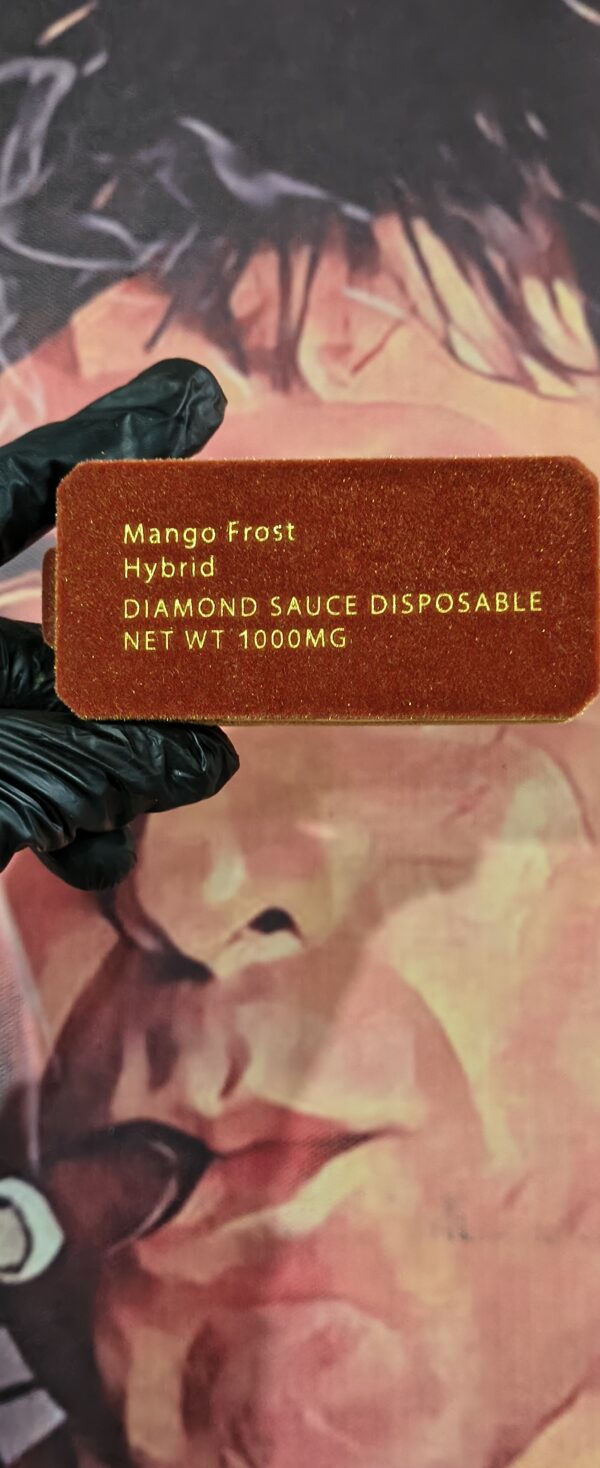 Mango Frost
Hybrid
DIAMOND SAUCE DISPOSABLE
NET WT 1000MG